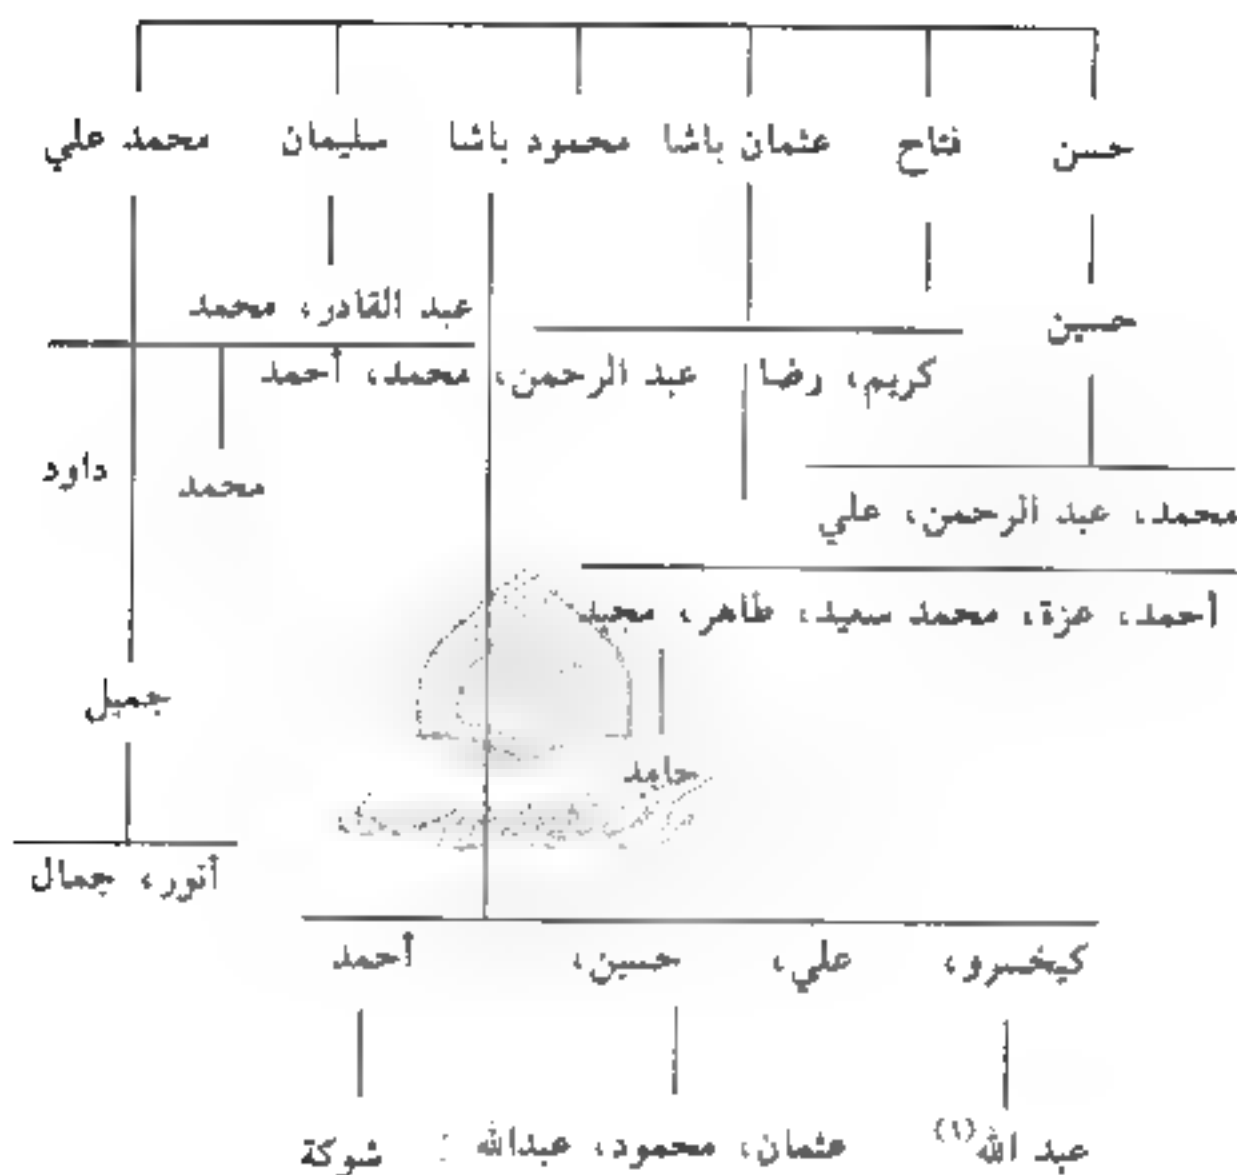 حسن فتاح عثمان باشا محمود باشا سليمان محمد علي
حسين عبد القادر، محمد
كريم، رضا عبد الرحمن، محمد، أحمد
محمد داود
محمد، عبد الرحمن، علي
أحمد، عزة، محمد سعيد، طاهر، مجيد
جميل
حامد
أنور، جمال
كيخسرو، علي، حسين، أحمد
عبد الله (١) عثمان، محمود، عبدالله شوكة